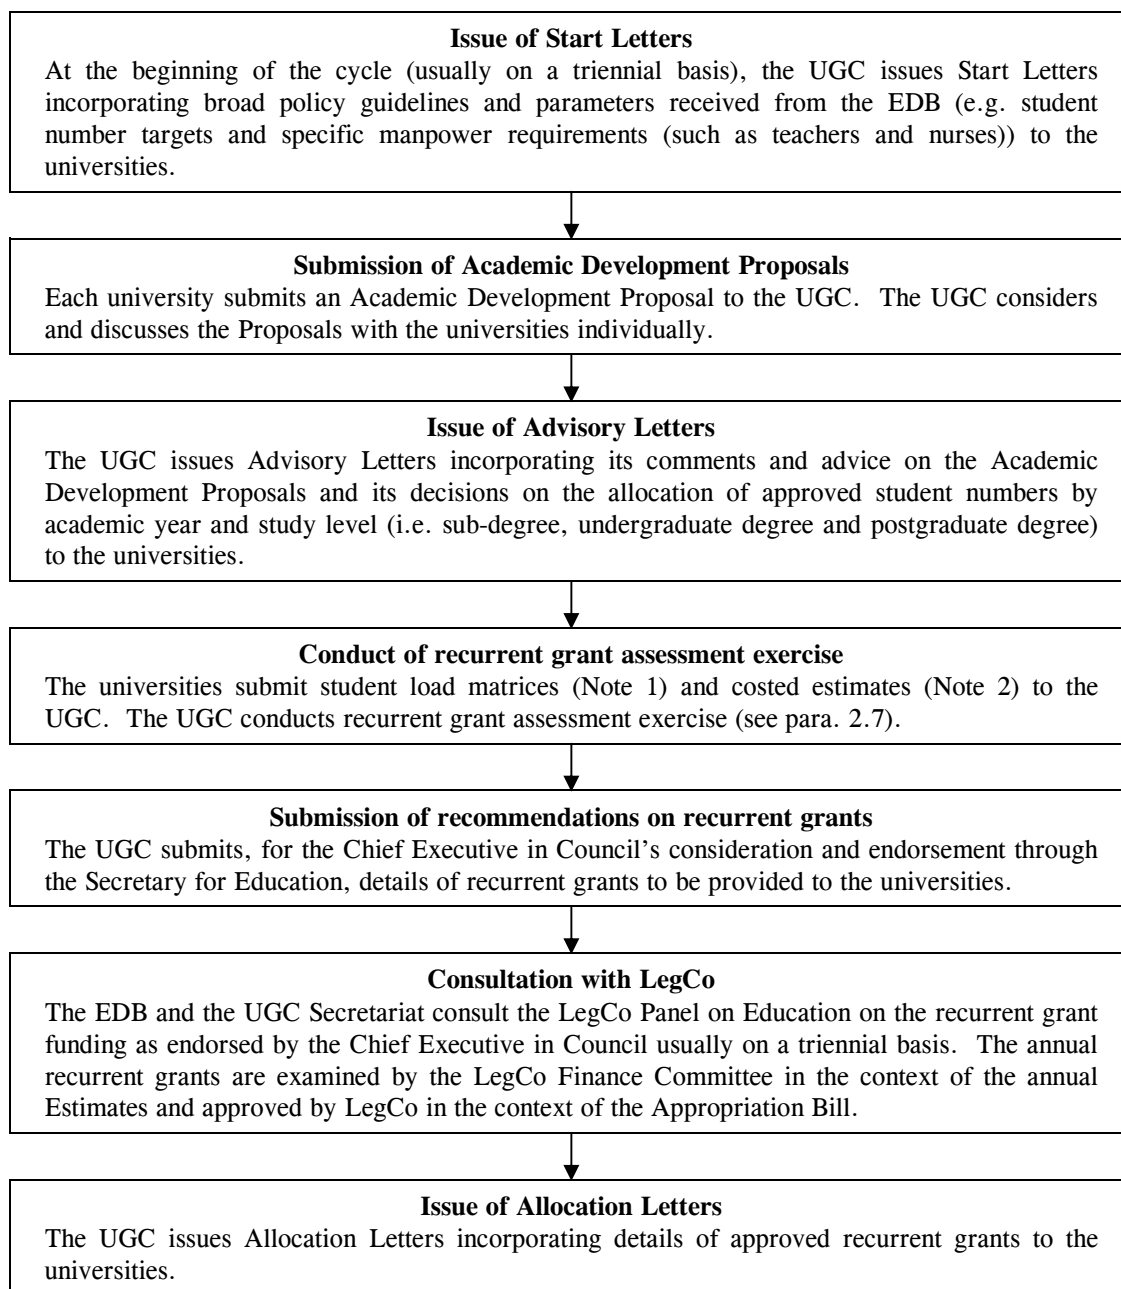 Issue of Start Letters
At the beginning of the cycle (usually on a triennial basis), the UGC issues Start Letters
incorporating broad policy guidelines and parameters received from the EDB (e.g. student
number targets and specific manpower requirements (such as teachers and nurses)) to the
universities.
Submission of Academic Development Proposals
Each university submits an Academic Development Proposal to the UGC. The UGC considers
and discusses the Proposals with the universities individually.
Issue of Advisory Letters
The UGC issues Advisory Letters incorporating its comments and advice on the Academic
Development Proposals and its decisions on the allocation of approved student numbers by
academic year and study level (i.e. sub-degree, undergraduate degree and postgraduate degree)
to the universities.
Conduct of recurrent grant assessment exercise
The universities submit student load matrices (Note 1) and costed estimates (Note 2) to the
UGC. The UGC conducts recurrent grant assessment exercise (see para. 2.7).
Submission of recommendations on recurrent grants
The UGC submits, for the Chief Executive in Council's consideration and endorsement through
the Secretary for Education, details of recurrent grants to be provided to the universities.
Consultation with LegCo
The EDB and the UGC Secretariat consult the LegCo Panel on Education on the recurrent grant
funding as endorsed by the Chief Executive in Council usually on a triennial basis. The annual
recurrent grants are examined by the LegCo Finance Committee in the context of the annual
Estimates and approved by LegCo in the context of the Appropriation Bill.
Issue of Allocation Letters
The UGC issues Allocation Letters incorporating details of approved recurrent grants to the
universities.